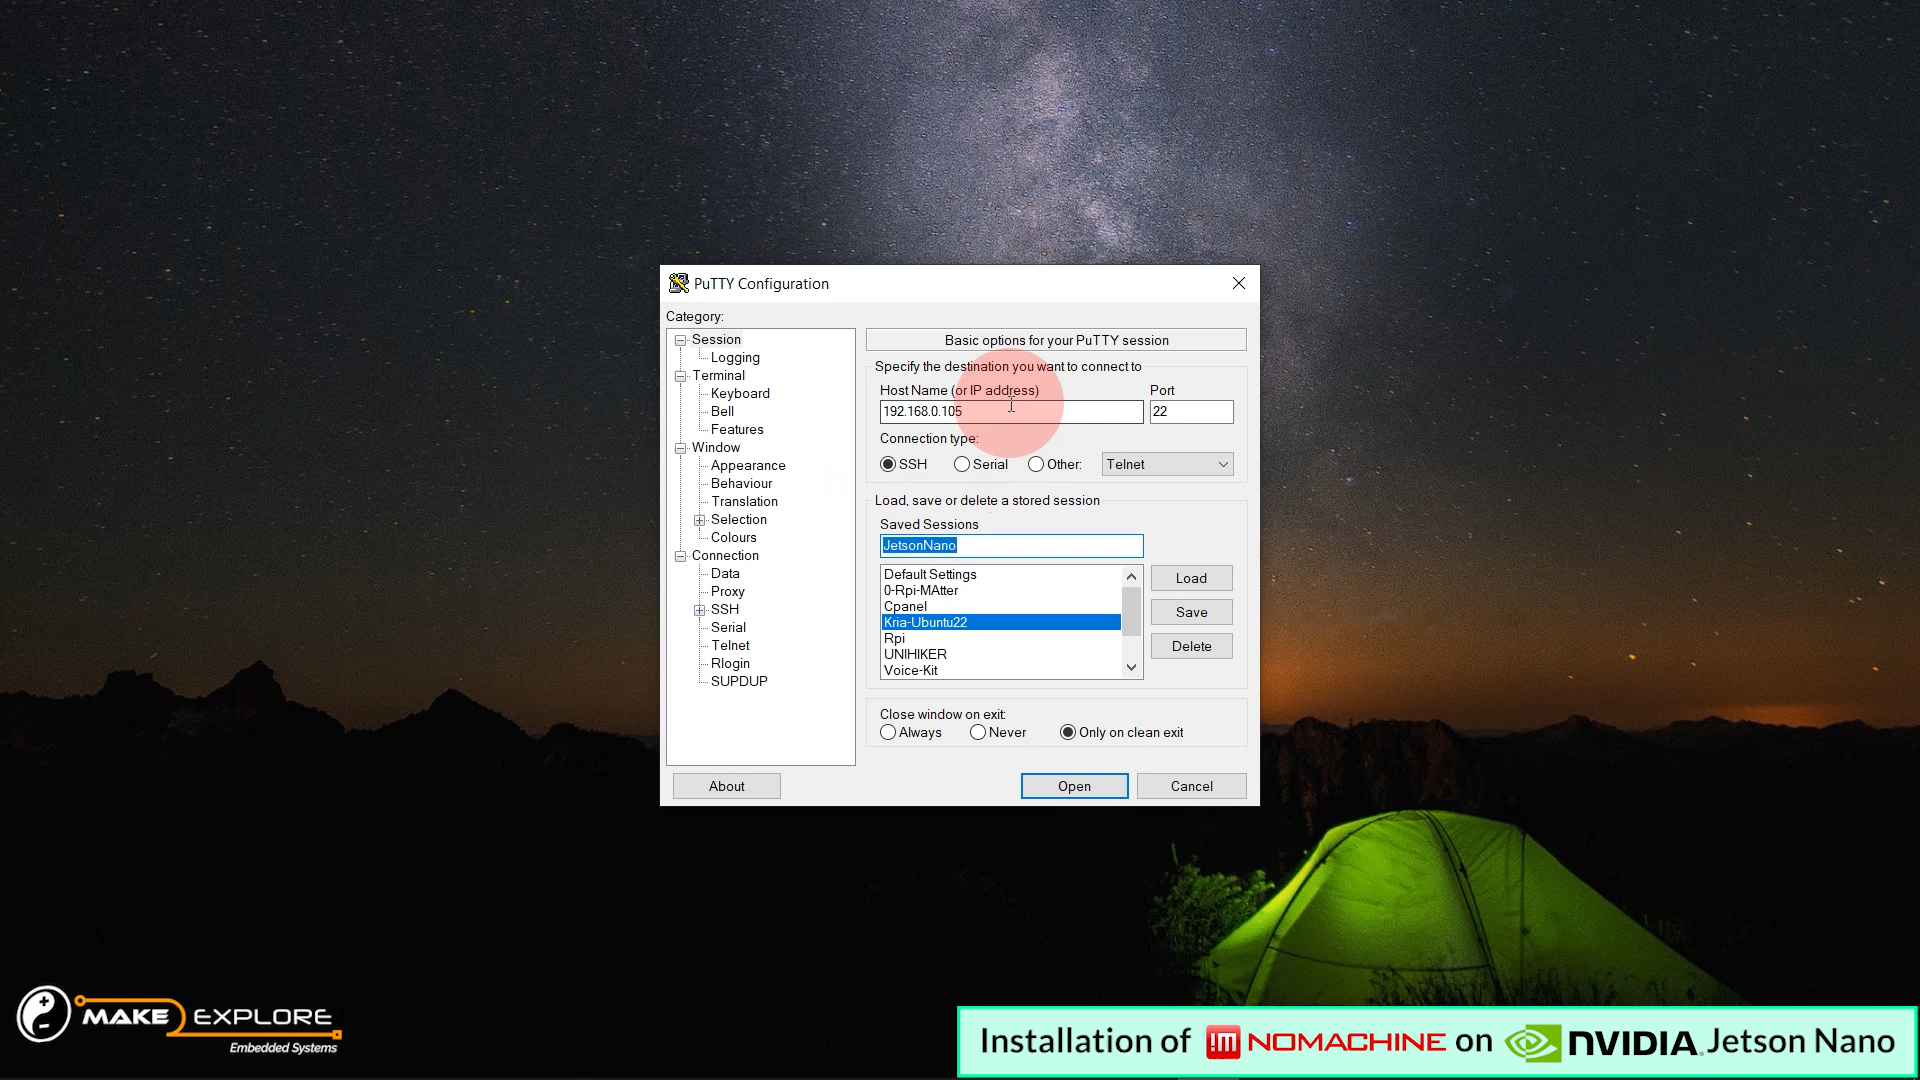 PuTTY Configuration
Category:
Session
Logging
Terminal
Keyboard
Bell
Features
Window
Appearance
Behaviour
Translation
Selection
Colours
Connection
Data
Proxy
SSH
Serial
Telnet
Rlogin
SUPDUP
Basic options for your PuTTY session
Specify the destination you want to connect to
Host Name (or IP address) Port
192.168.0.105 22
Connection type:
SSH Serial Other: Telnet
Load, save or delete a stored session
Saved Sessions
JetsonNano
Default Settings
0-Rpi-MAtter
Cpanel
Kria-Ubuntu22
Rpi
UNIHIKER
Voice-Kit
Load
Save
Delete
Close window on exit:
Always Never Only on clean exit
About Open Cancel
MAKE EXPLORE
Embedded Systems
Installation of NOMACHINE on NVIDIA. Jetson Nano